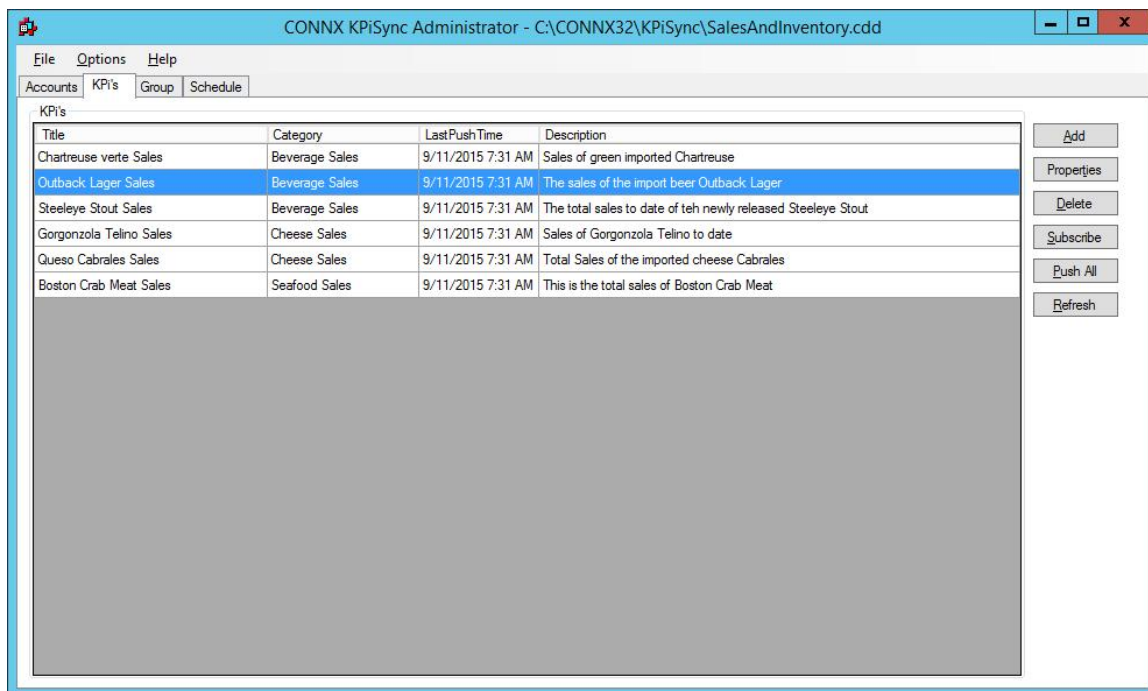 CONNX KPiSync Administrator - C:\CONNX32\KPiSync\SalesAndInventory.cdd
File Options Help
Accounts KPi's Group Schedule
KPi's
Title Category LastPushTime Description
Chartreuse verte Sales Beverage Sales 9/11/2015 7:31 AM Sales of green imported Chartreuse
Outback Lager Sales Beverage Sales 9/11/2015 7:31 AM The sales of the import beer Outback Lager
Steeleye Stout Sales Beverage Sales 9/11/2015 7:31 AM The total sales to date of teh newly released Steeleye Stout
Gorgonzola Telino Sales Cheese Sales 9/11/2015 7:31 AM Sales of Gorgonzola Telino to date
Queso Cabrales Sales Cheese Sales 9/11/2015 7:31 AM Total Sales of the imported cheese Cabrales
Boston Crab Meat Sales Seafood Sales 9/11/2015 7:31 AM This is the total sales of Boston Crab Meat
Add
Properties
Delete
Subscribe
Push All
Refresh